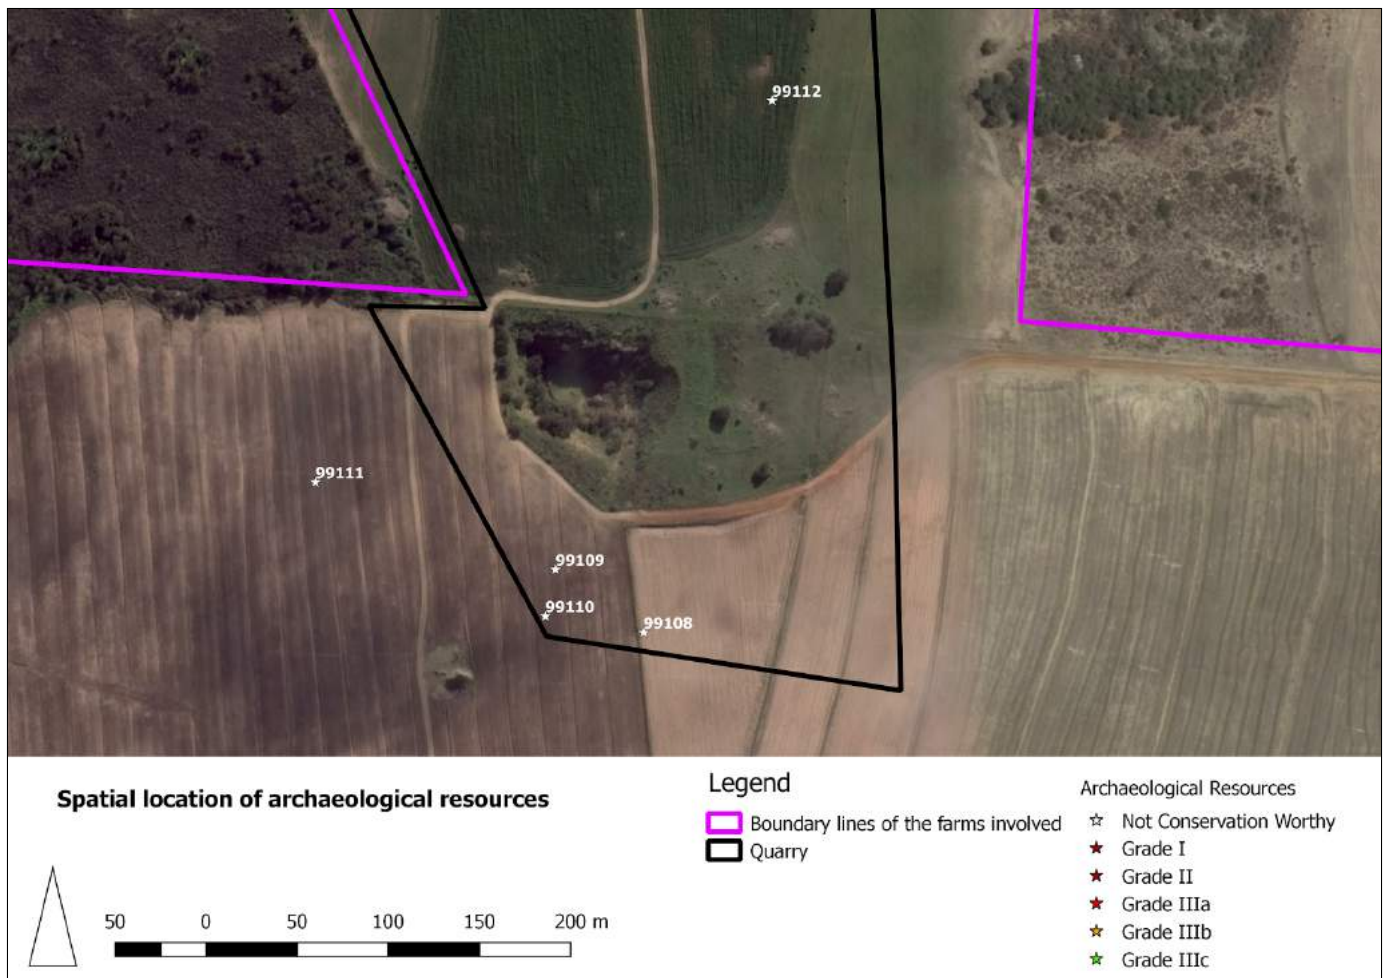 99112
99111
99109
99110
99108
Spatial location of archaeological resources
50 0 50 100 150 200 m
Legend
Boundary lines of the farms involved
Quarry
Archaeological Resources
Not Conservation Worthy
Grade I
Grade II
Grade IIIa
Grade IIIb
Grade IIIc